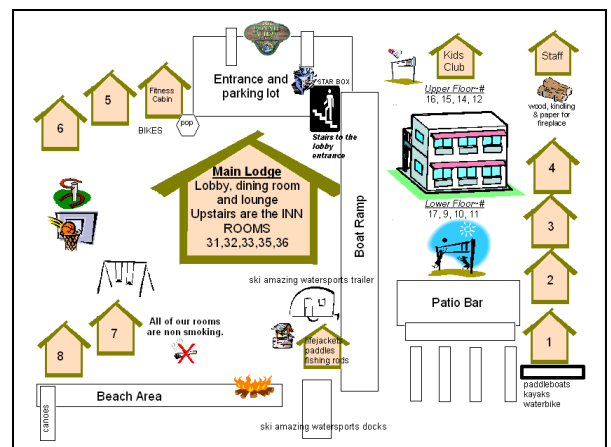 Entrance and
parking lot
STAR BOX
Stairs to the
lobby
entrance
Kids
Club
Staff
Upper Floor-#
16, 15, 14, 12
wood, kindling
& paper for
fireplace
Fitness
Cabin
5
6
BIKES
pop
Main Lodge
Lobby, dining room
and lounge
Upstairs are the INN
ROOMS
31,32,33,35,36
Boat Ramp
Lower Floor-#
17, 9, 10, 11
4
3
2
1
ski amazing watersports trailer
Patio Bar
All of our rooms
are non smoking.
7
8
lifejackets
paddles
fishing rods
paddleboats
kayaks
waterbike
Beach Area
canoes
ski amazing watersports docks